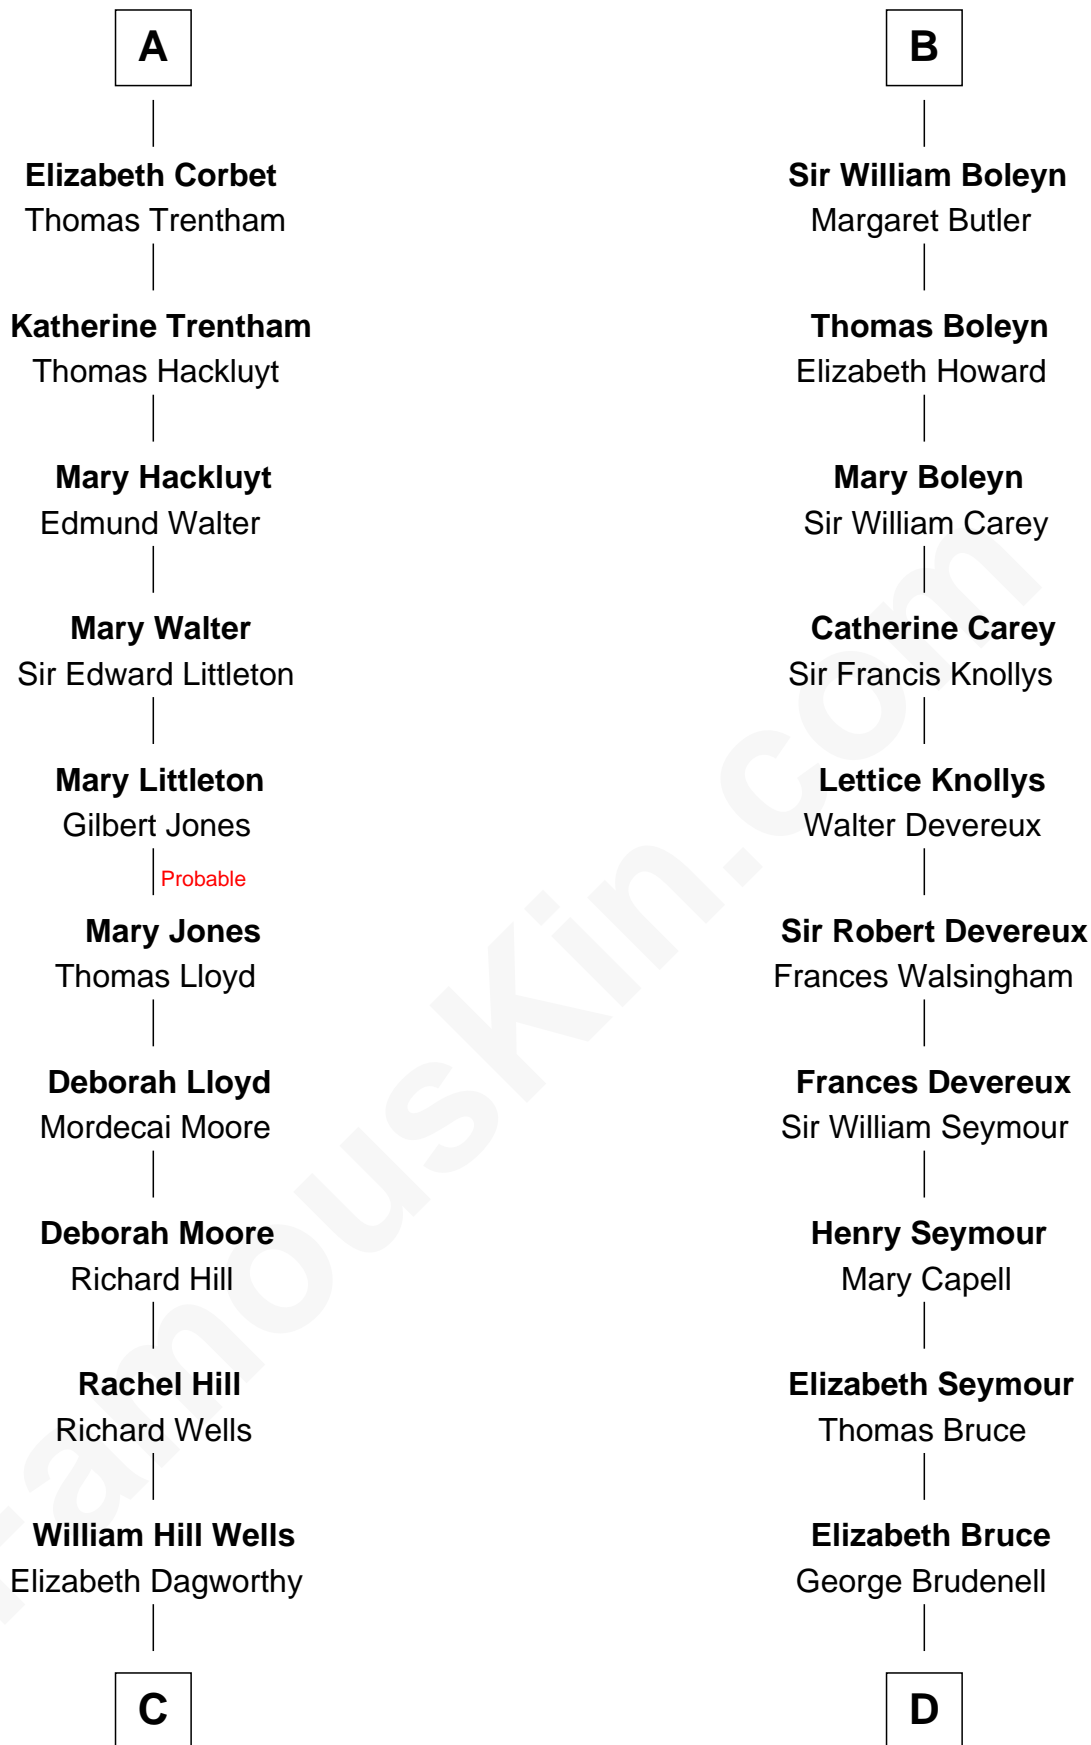 A
Elizabeth Corbet
Thomas Trentham
Katherine Trentham
Thomas Hackluyt
Mary Hackluyt
Edmund Walter
Mary Walter
Sir Edward Littleton
Mary Littleton
Gilbert Jones
Probable
Mary Jones
Thomas Lloyd
Deborah Lloyd
Mordecai Moore
Deborah Moore
Richard Hill
Rachel Hill
Richard Wells
William Hill Wells
Elizabeth Dagworthy
C
B
Sir William Boleyn
Margaret Butler
Thomas Boleyn
Elizabeth Howard
Mary Boleyn
Sir William Carey
Catherine Carey
Sir Francis Knollys
Lettice Knollys
Walter Devereux
Sir Robert Devereux
Frances Walsingham
Frances Devereux
Sir William Seymour
Henry Seymour
Mary Capell
Elizabeth Seymour
Thomas Bruce
Elizabeth Bruce
George Brudenell
D
FamousKin.com